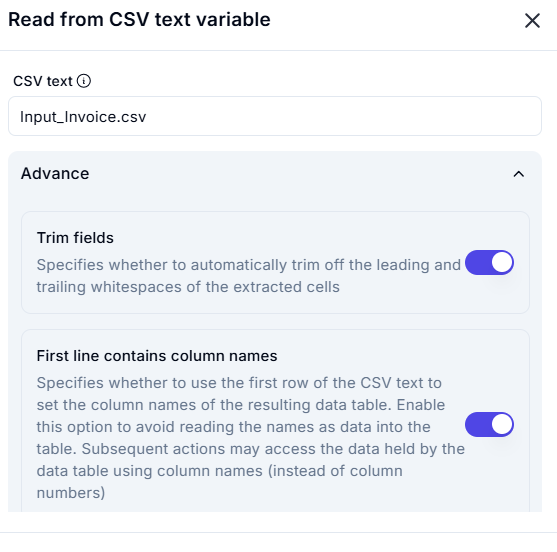 Read from CSV text variable
CSV text
Input_Invoice.csv
Advance
Trim fields
Specifies whether to automatically trim off the leading and
trailing whitespaces of the extracted cells
First line contains column names
Specifies whether to use the first row of the CSV text to
set the column names of the resulting data table. Enable
this option to avoid reading the names as data into the
table. Subsequent actions may access the data held by the
data table using column names (instead of column
numbers)